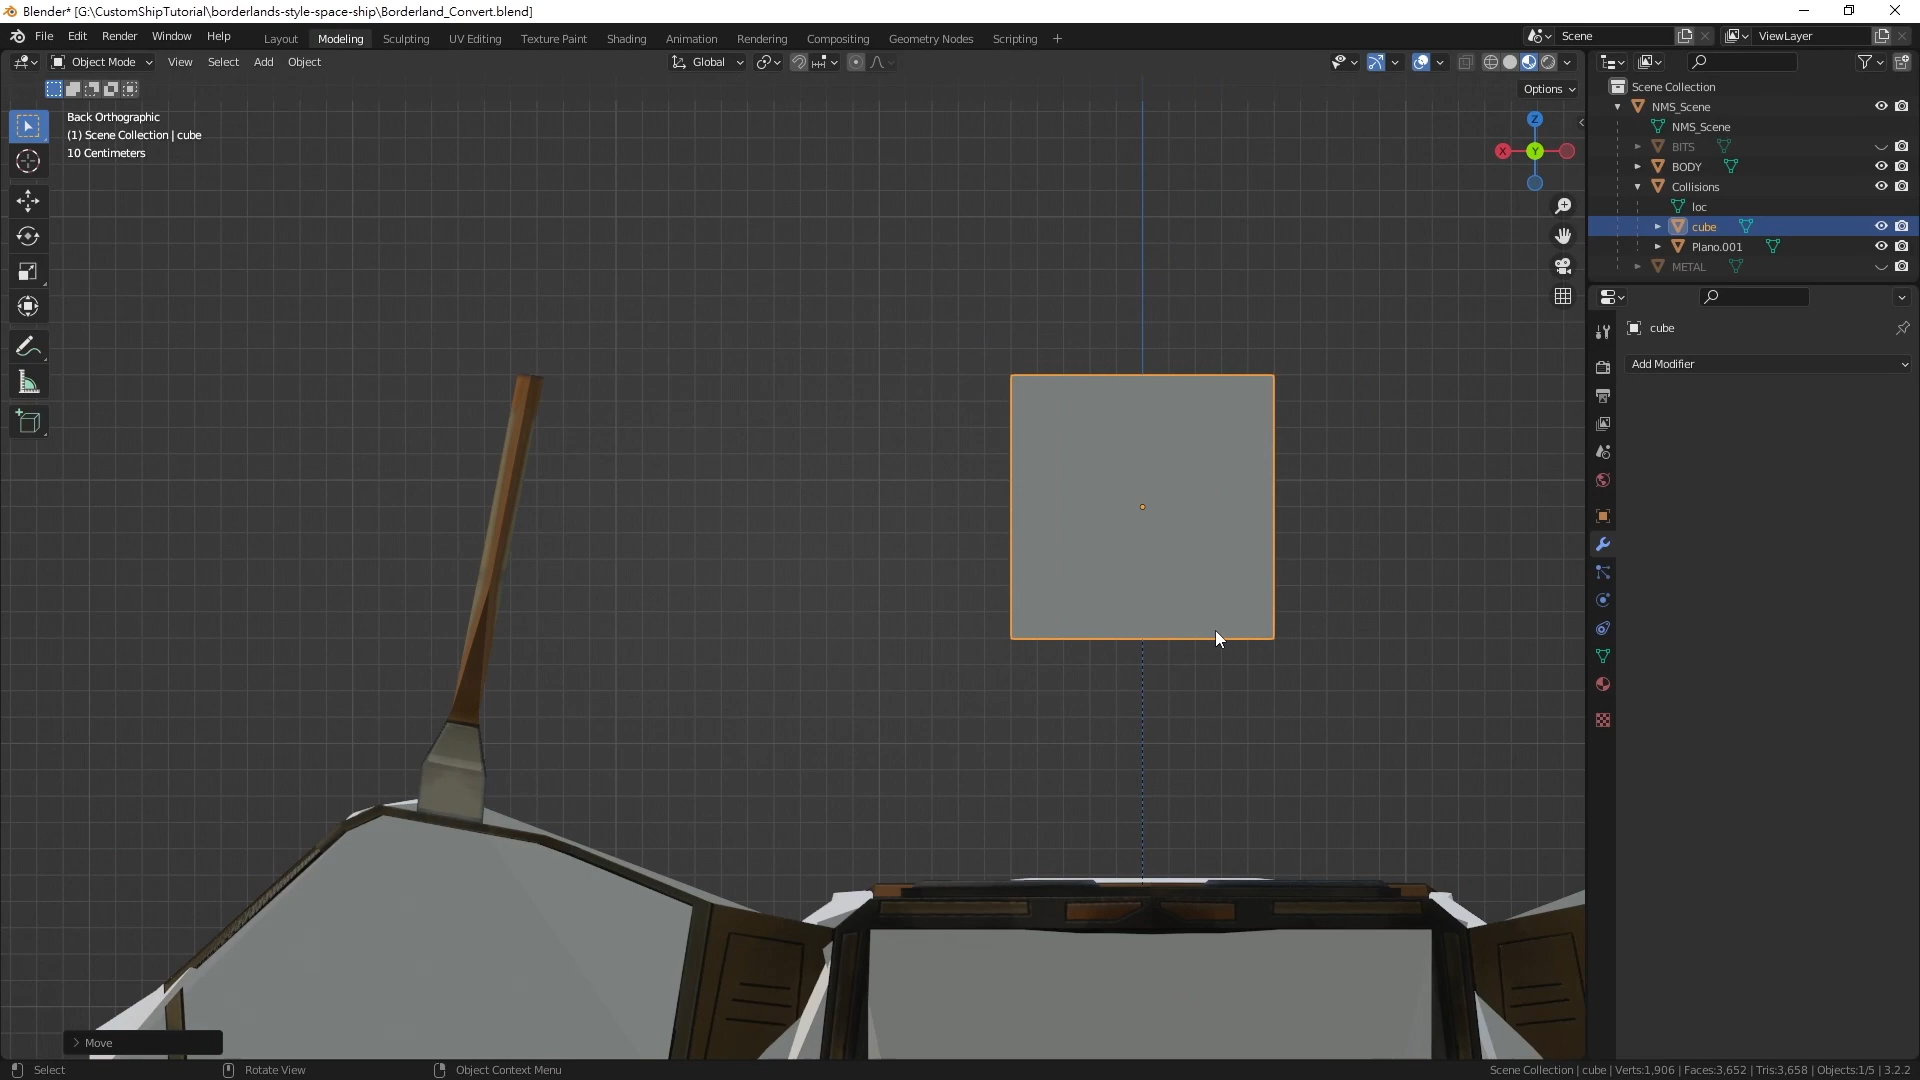 Blender* [G:\CustomShipTutorial\borderlands-style-space-ship\Borderland_Convert.blend]
File Edit Render Window Help
Layout Modeling Sculpting UV Editing Texture Paint Shading Animation Rendering Compositing Geometry Nodes Scripting +
Scene ViewLayer
Object Mode View Select Add Object
Global
Options
Back Orthographic
(1) Scene Collection | cube
10 Centimeters
Z
X
Y
Scene Collection
NMS_Scene
NMS_Scene
BITS
BODY
Collisions
loc
cube
Plano.001
METAL
cube
Add Modifier
Move
Select Rotate View Object Context Menu
Scene Collection | cube | Verts:1,906 | Faces:3,652 | Tris:3,658 | Objects:1/5 | 3.2.2